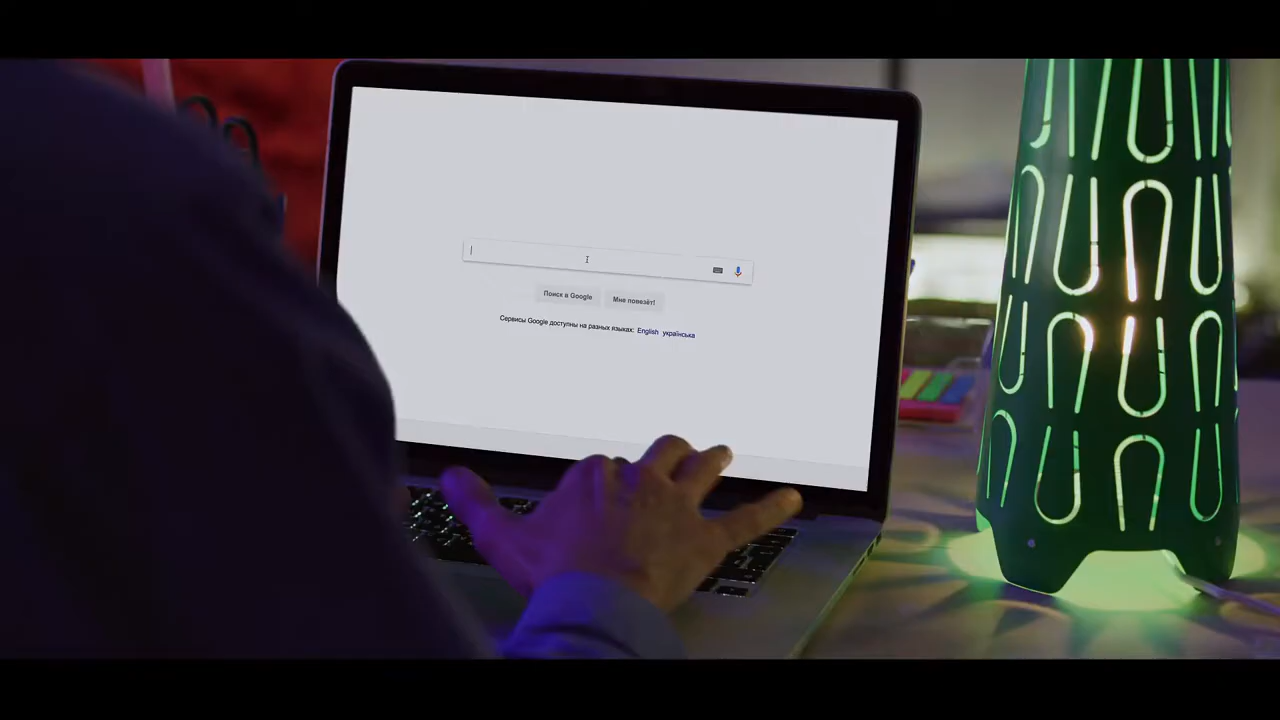 Поиск в Google Мне повезёт!
Сервисы Google доступны на разных языках: English українська